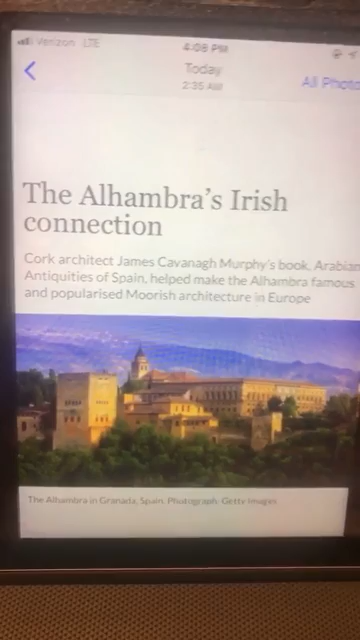 Verizon LTE 4:08 PM
Today
2:35 AM
All Photo
The Alhambra's Irish
connection
Cork architect James Cavanagh Murphy's book, Arabian
Antiquities of Spain, helped make the Alhambra famous
and popularised Moorish architecture in Europe
The Alhambra in Granada, Spain. Photograph: Getty Images